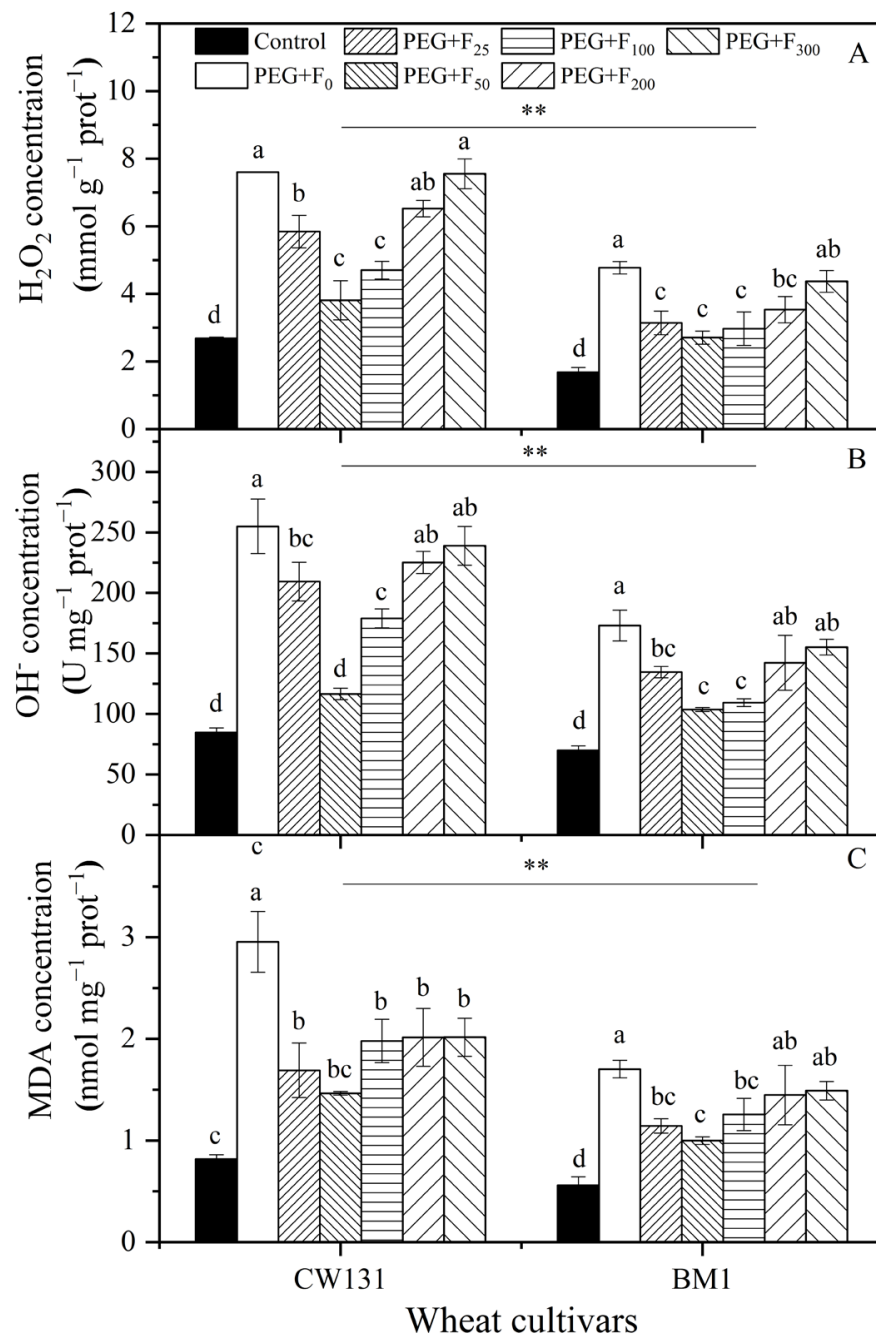 Control PEG+F25 PEG+F100 PEG+F300
PEG+F0 PEG+F50 PEG+F200
A
**
H2O2 concentraion
(mmol g−1 prot−1)
12
10
8
6
4
2
0
d a b c c ab a
d a c c c bc ab
B
**
OH- concentration
(U mg−1 prot−1)
300
250
200
150
100
50
0
d a bc d c ab ab
d a bc c c ab ab
c
C
**
MDA concentraion
(nmol mg−1 prot−1)
3
2
1
0
c a b bc b b b
d a bc c bc ab ab
CW131 BM1
Wheat cultivars